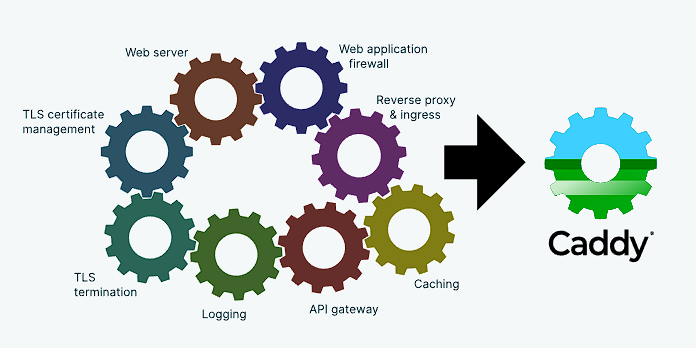 Web server
Web application
firewall
TLS certificate
management
Reverse proxy
& ingress
TLS
termination
Logging
API gateway
Caching
Caddy®